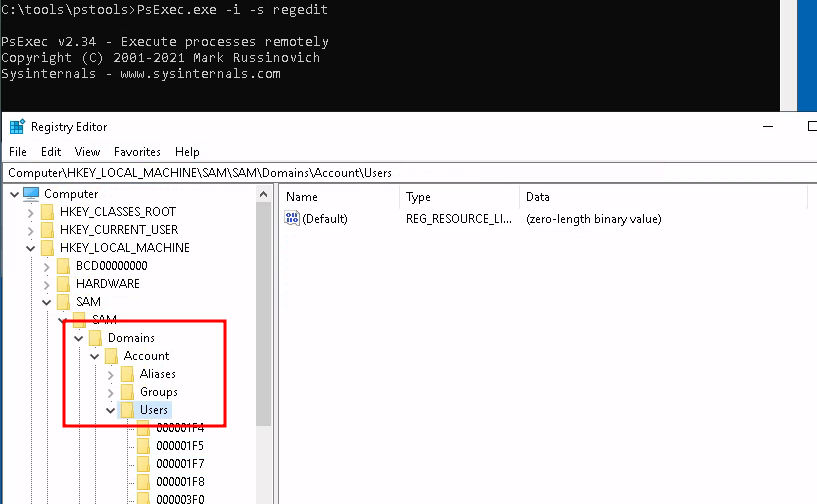 C:\tools\pstools>PsExec.exe -i -s regedit
PsExec v2.34 - Execute processes remotely
Copyright (C) 2001-2021 Mark Russinovich
Sysinternals - www.sysinternals.com
Registry Editor
File Edit View Favorites Help
Computer\HKEY_LOCAL_MACHINE\SAM\SAM\Domains\Account\Users
Computer
HKEY_CLASSES_ROOT
HKEY_CURRENT_USER
HKEY_LOCAL_MACHINE
BCD00000000
HARDWARE
SAM
SAM
Domains
Account
Aliases
Groups
Users
000001F4
000001F5
000001F7
000001F8
000003F0
Name Type Data
(Default) REG_RESOURCE_LI... (zero-length binary value)